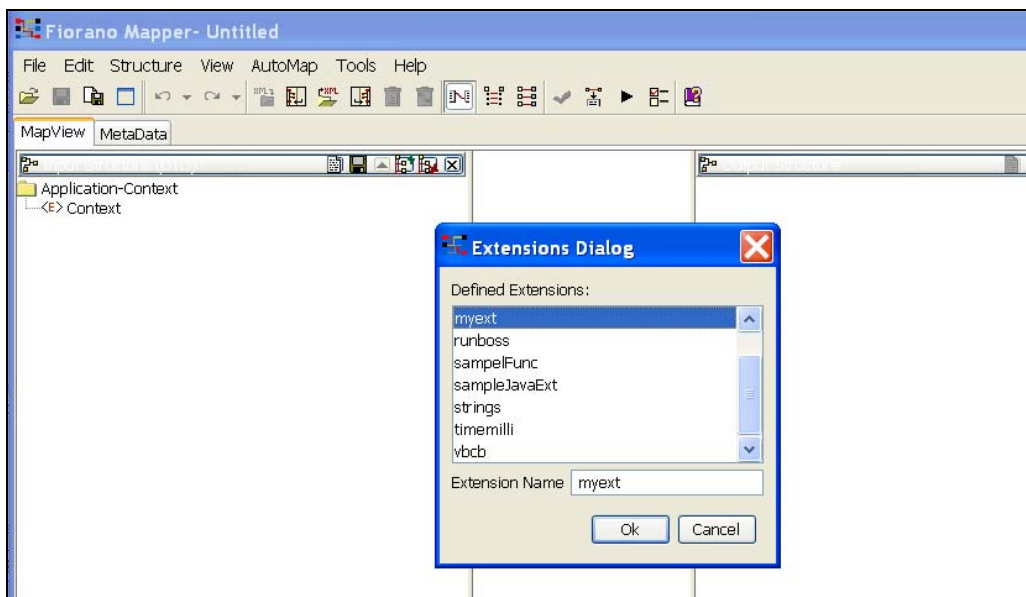 Fiorano Mapper- Untitled
File Edit Structure View AutoMap Tools Help
MapView MetaData
Application-Context
<E> Context
Extensions Dialog
Defined Extensions:
myext
runboss
sampelFunc
sampleJavaExt
strings
timemilli
vbcb
Extension Name myext
Ok Cancel